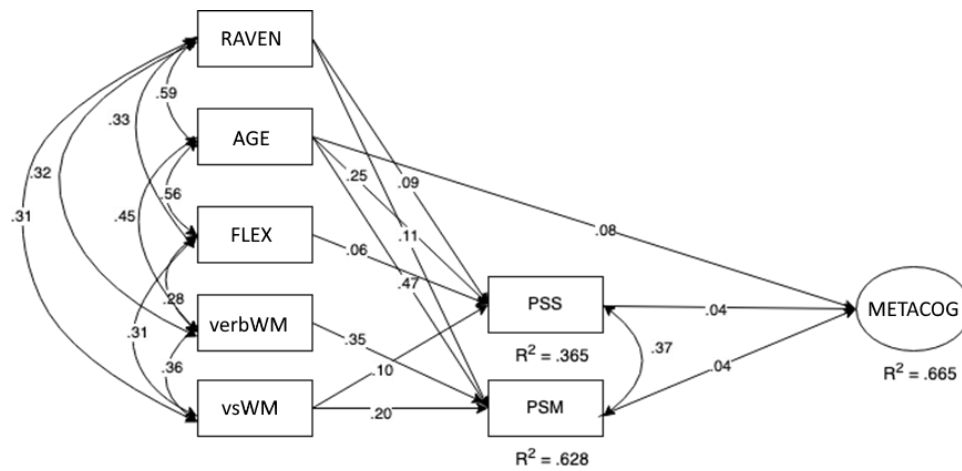 RAVEN
.59
.33
AGE
.32
.25
.09
.56
.31
.45
FLEX
.08
.11
.06
.47
.28
PSS
.04
METACOG
verbWM
.31
.35
R² = .365
.37
.36
.10
.04
R² = .665
vsWM
.20
PSM
R² = .628